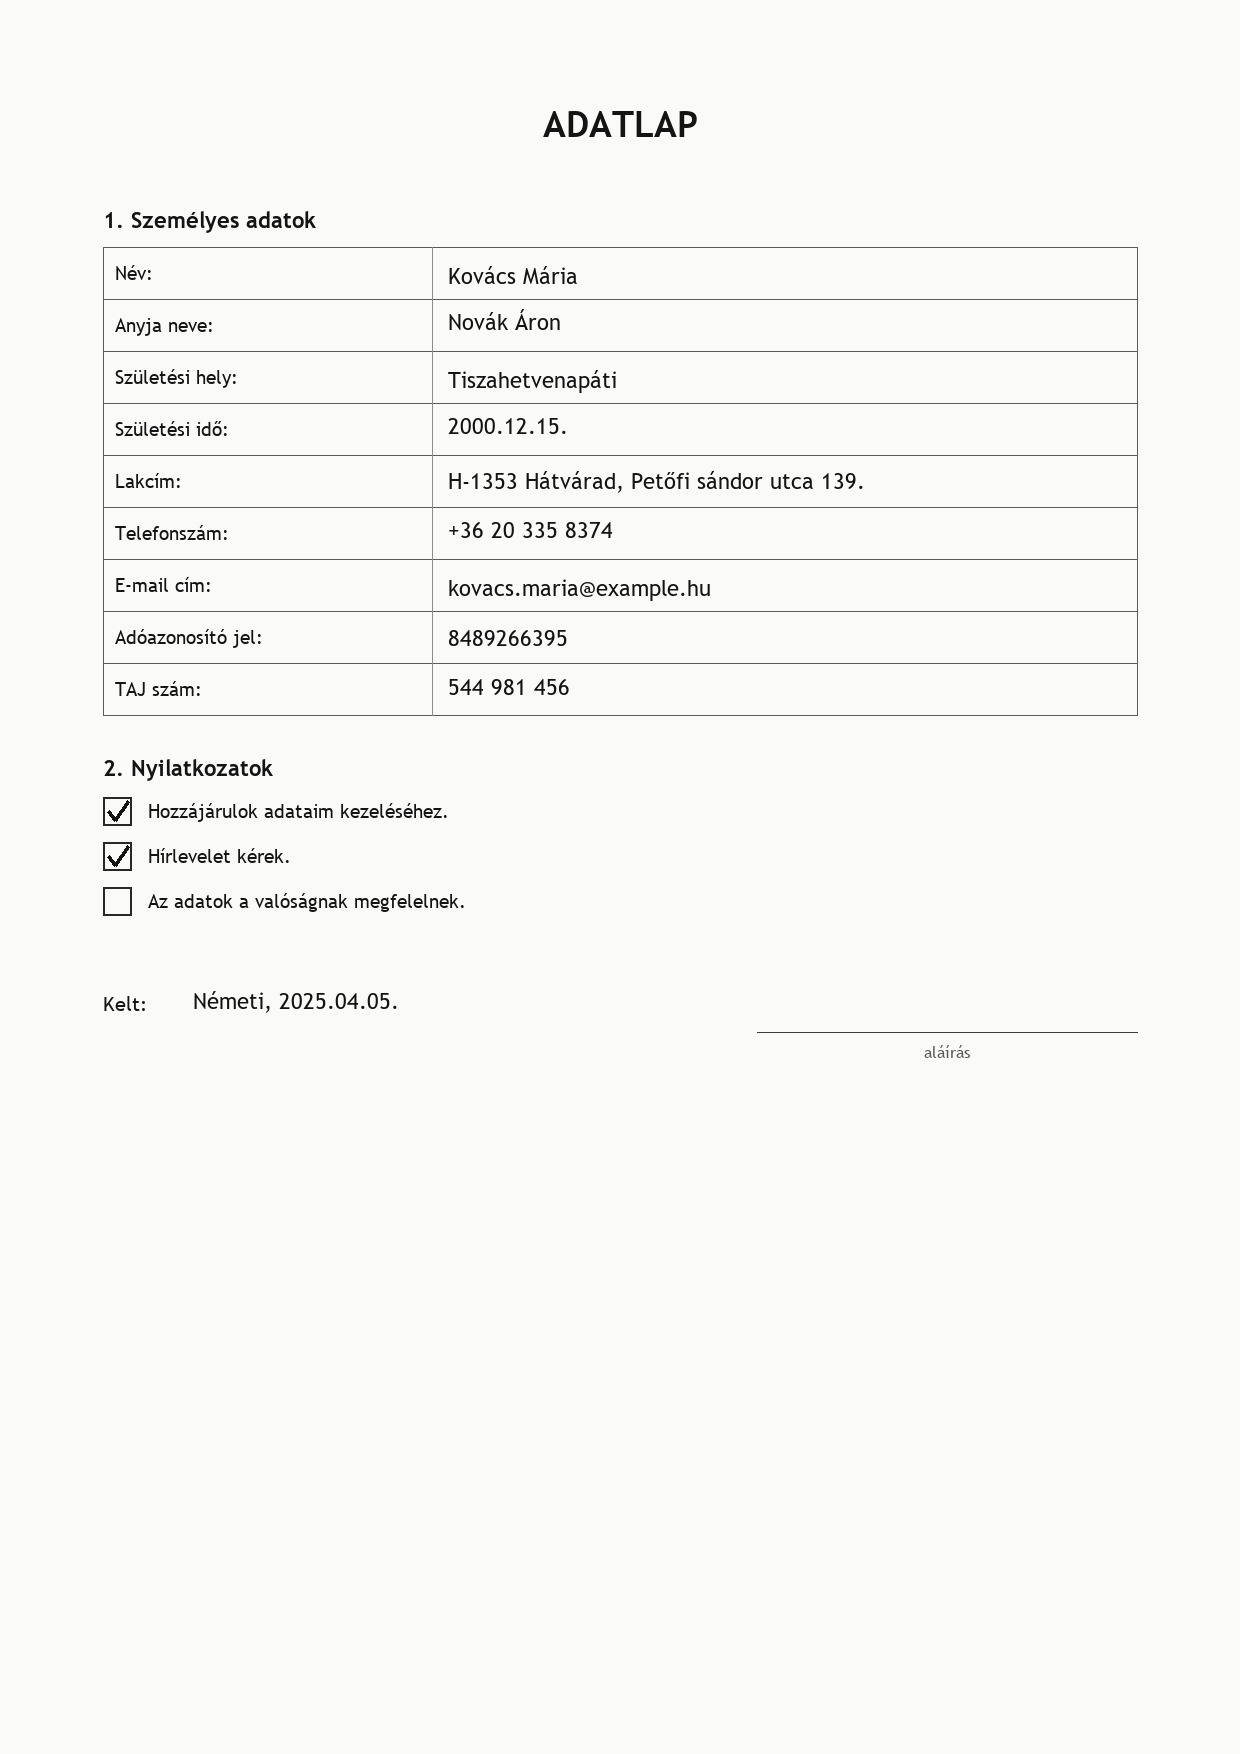 ADATLAP
1. Személyes adatok
Név: Kovács Mária
Anyja neve: Novák Áron
Születési hely: Tiszahetvenapáti
Születési idő: 2000.12.15.
Lakcím: H-1353 Hátvárad, Petőfi sándor utca 139.
Telefonszám: +36 20 335 8374
E-mail cím: kovacs.maria@example.hu
Adóazonosító jel: 8489266395
TAJ szám: 544 981 456
2. Nyilatkozatok
Hozzájárulok adataim kezeléséhez.
Hírlevelet kérek.
Az adatok a valóságnak megfelelnek.
Kelt: Németi, 2025.04.05.
aláírás